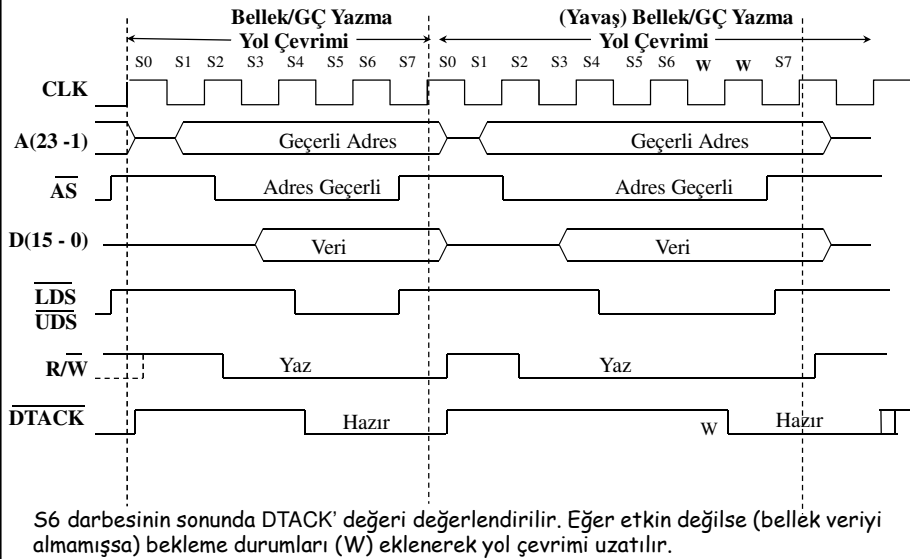 Bellek/GÇ Yazma (Yavaş) Bellek/GÇ Yazma
Yol Çevrimi Yol Çevrimi
S0 S1 S2 S3 S4 S5 S6 S7 S0 S1 S2 S3 S4 S5 S6 W W S7
CLK
A(23 -1) Geçerli Adres Geçerli Adres
AS Adres Geçerli Adres Geçerli
D(15 - 0) Veri Veri
LDS
UDS
R/W Yaz Yaz
DTACK Hazır W Hazır
S6 darbesinin sonunda DTACK' değeri değerlendirilir. Eğer etkin değilse (bellek veriyi
almamışsa) bekleme durumları (W) eklenerek yol çevrimi uzatılır.